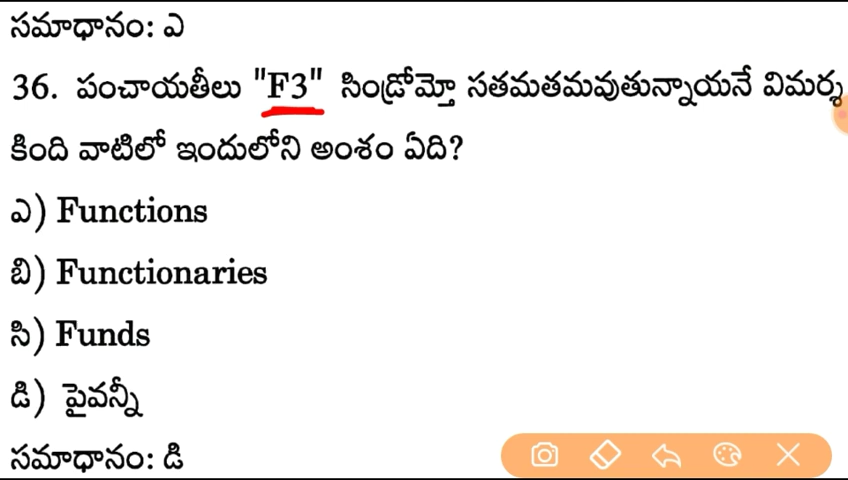 సమాధానం: ఎ
36. పంచాయతీలు "F3" సిండ్రోమ్తో సతమతమవుతున్నాయనే విమర్శ
కింది వాటిలో ఇందులోని అంశం ఏది?
ఎ) Functions
బి) Functionaries
సి) Funds
డి) పైవన్నీ
సమాధానం: డి